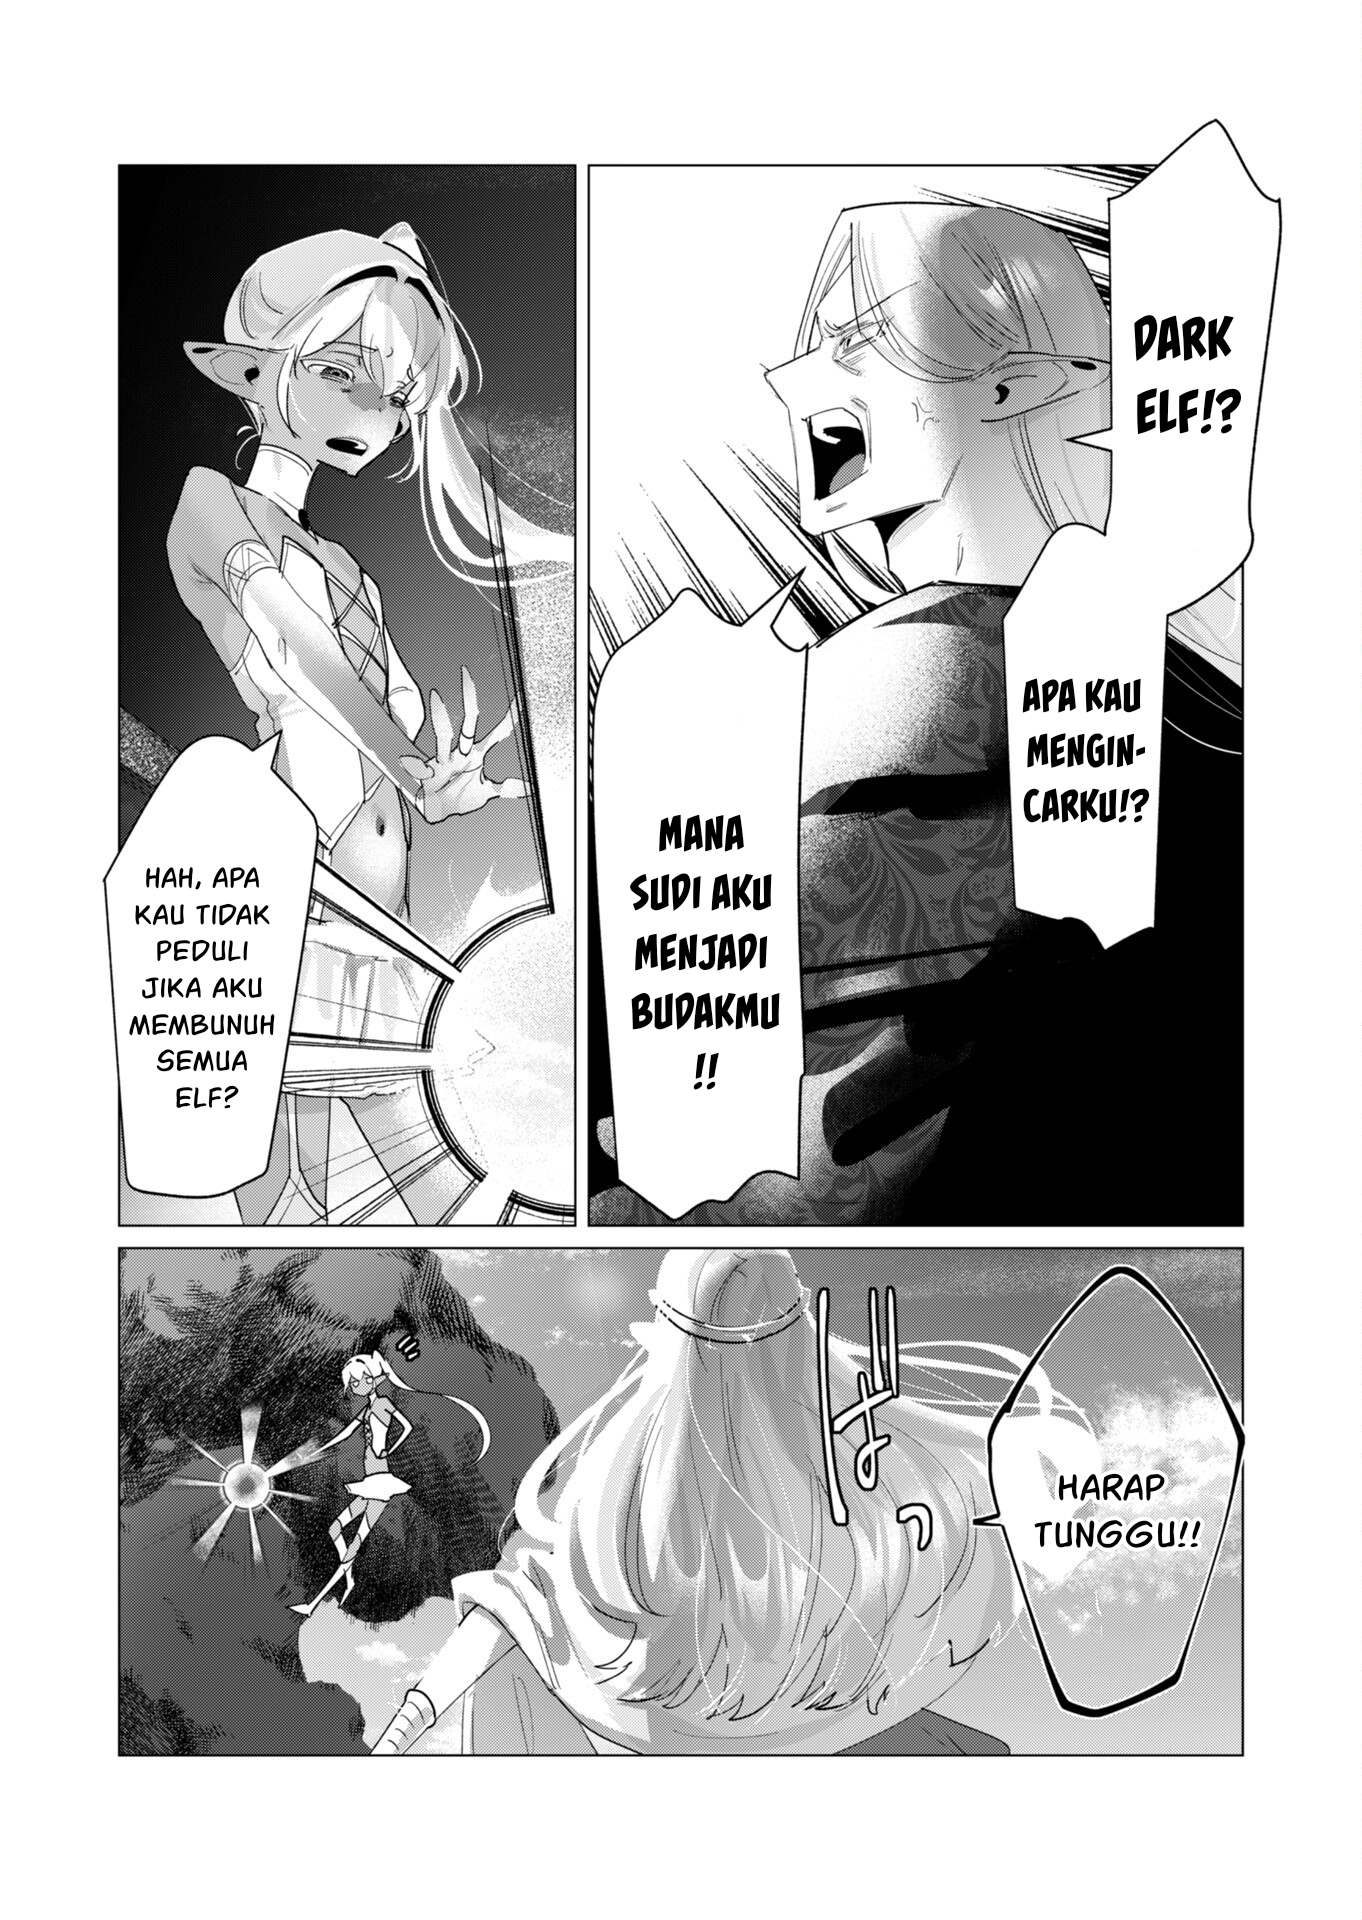 DARK
ELF!?
APA KAU
MENGIN-
CARKU!?
MANA
SUDI AKU
MENJADI
BUDAKMU
!!
HAH, APA
KAU TIDAK
PEDULI
JIKA AKU
MEMBUNUH
SEMUA
ELF?
HARAP
TUNGGU!!